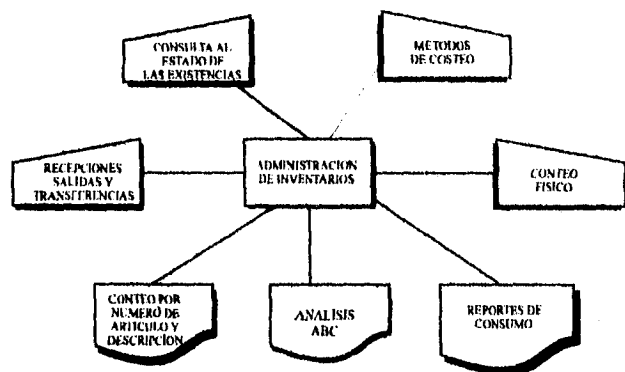 CONSULTA AL
ESTADO DE
LAS EXISTENCIAS
METODOS
DE COSTEO
RECEPCIONES
SALIDAS Y
TRANSFERENCIAS
ADMINISTRACION
DE INVENTARIOS
CONTEO
FISICO
CONTEO POR
NUMERO DE
ARTICULO Y
DESCRIPCION
ANALISIS
ABC
REPORTES DE
CONSUMO